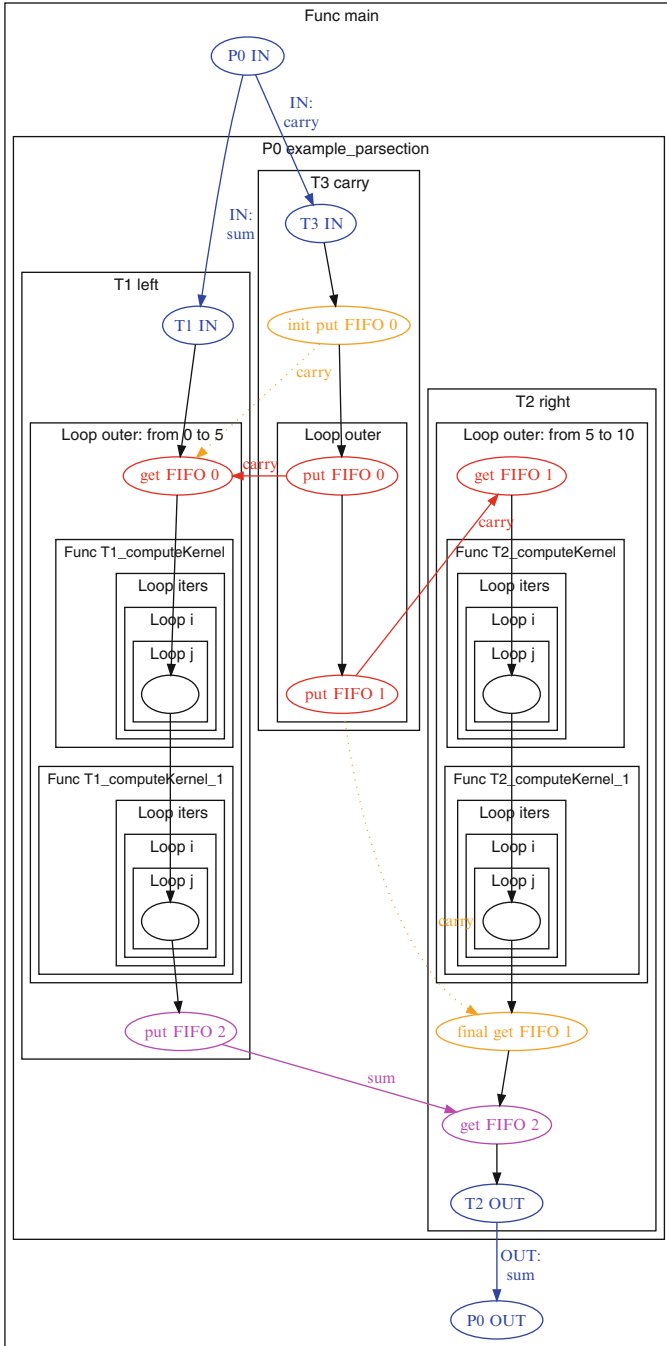 Func main
P0 IN
IN:
carry
P0 example_parsection
T3 carry
T3 IN
IN:
sum
T1 left
T1 IN
init put FIFO 0
carry
T2 right
Loop outer: from 0 to 5
Loop outer
Loop outer: from 5 to 10
get FIFO 0
carry
put FIFO 0
get FIFO 1
carry
Func T1_computeKernel
Loop iters
Loop i
Loop j
Func T2_computeKernel
Loop iters
Loop i
Loop j
put FIFO 1
Func T1_computeKernel_1
Loop iters
Loop i
Loop j
Func T2_computeKernel_1
Loop iters
Loop i
Loop j
carry
put FIFO 2
final get FIFO 1
sum
get FIFO 2
T2 OUT
OUT:
sum
P0 OUT